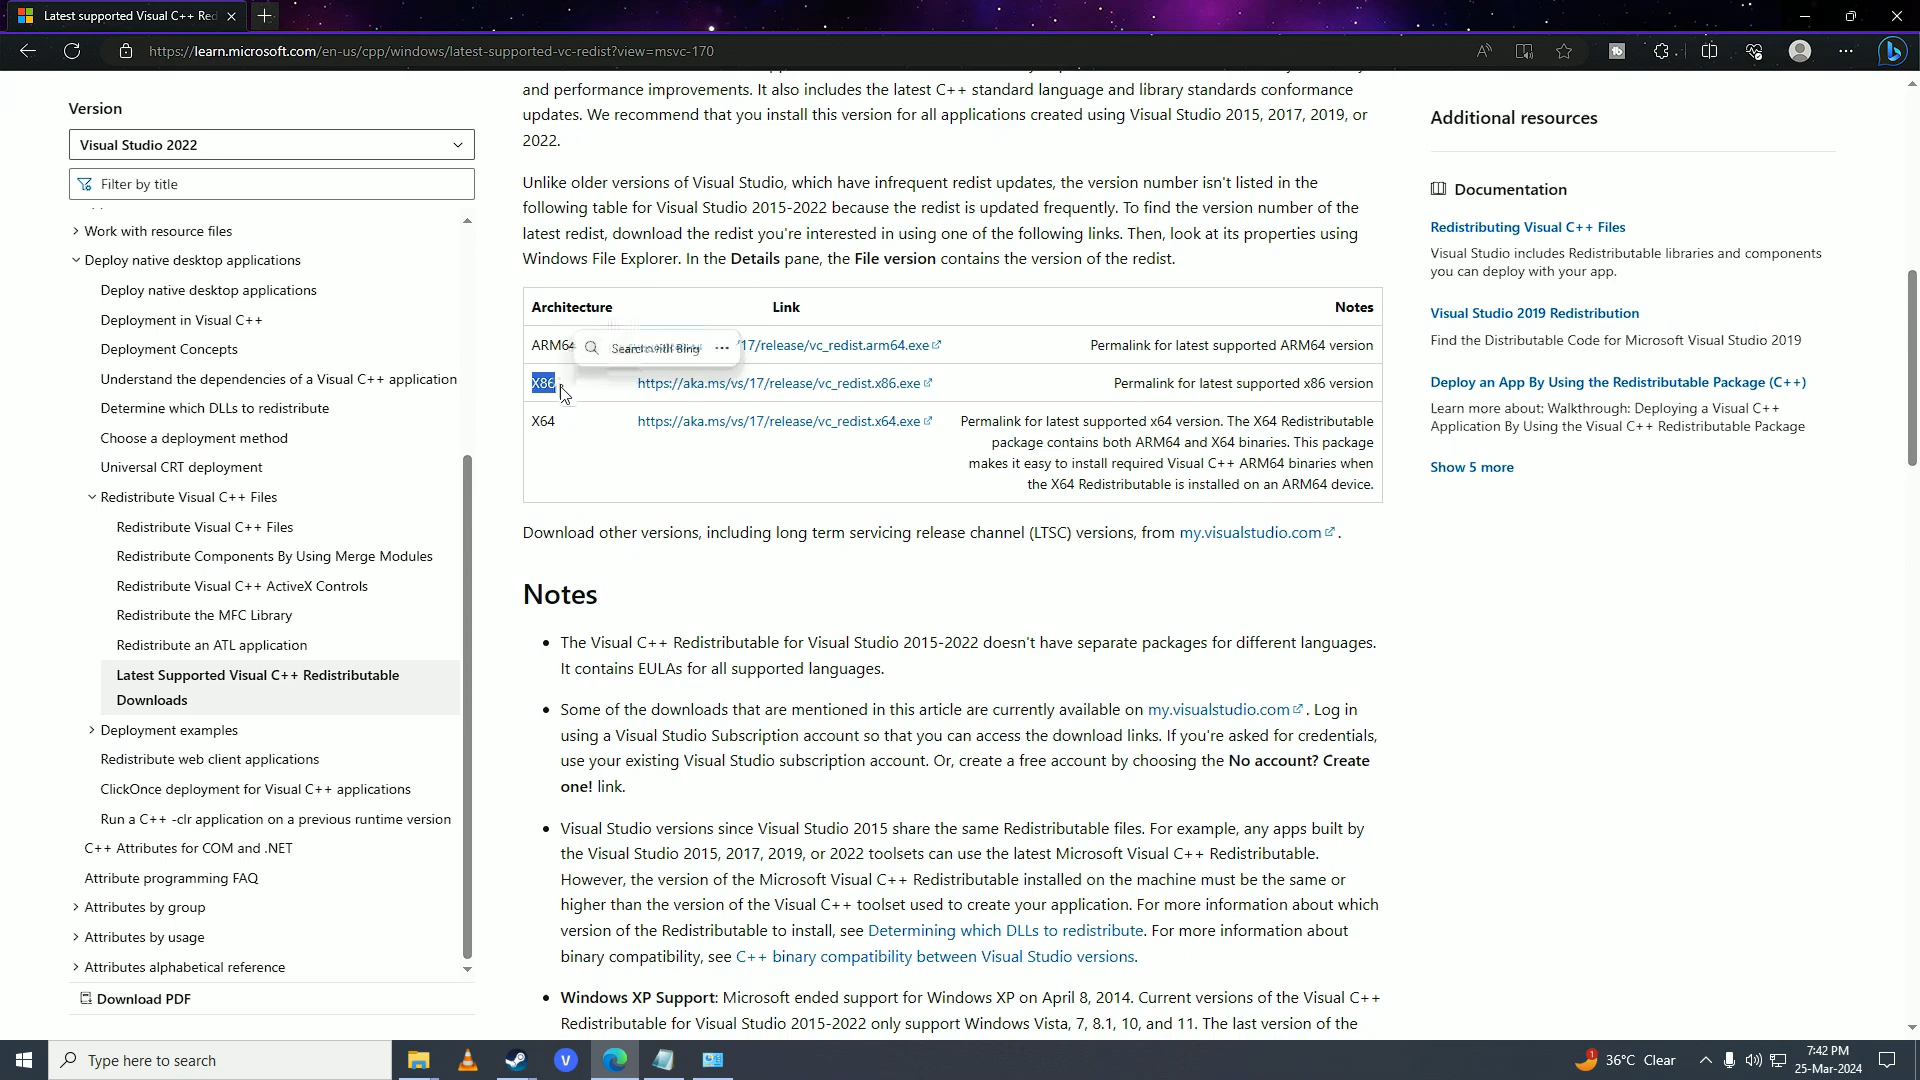 Latest supported Visual C++ Red
https://learn.microsoft.com/en-us/cpp/windows/latest-supported-vc-redist?view=msvc-170
Version
Visual Studio 2022
Filter by title
> Work with resource files
Deploy native desktop applications
Deploy native desktop applications
Deployment in Visual C++
Deployment Concepts
Understand the dependencies of a Visual C++ application
Determine which DLLs to redistribute
Choose a deployment method
Universal CRT deployment
Redistribute Visual C++ Files
Redistribute Visual C++ Files
Redistribute Components By Using Merge Modules
Redistribute Visual C++ ActiveX Controls
Redistribute the MFC Library
Redistribute an ATL application
Latest Supported Visual C++ Redistributable
Downloads
> Deployment examples
Redistribute web client applications
ClickOnce deployment for Visual C++ applications
Run a C++ -clr application on a previous runtime version
C++ Attributes for COM and .NET
Attribute programming FAQ
> Attributes by group
> Attributes by usage
> Attributes alphabetical reference
Download PDF
and performance improvements. It also includes the latest C++ standard language and library standards conformance
updates. We recommend that you install this version for all applications created using Visual Studio 2015, 2017, 2019, or
2022.
Unlike older versions of Visual Studio, which have infrequent redist updates, the version number isn't listed in the
following table for Visual Studio 2015-2022 because the redist is updated frequently. To find the version number of the
latest redist, download the redist you're interested in using one of the following links. Then, look at its properties using
Windows File Explorer. In the Details pane, the File version contains the version of the redist.
Architecture Link Notes
ARM64 Search with Bing ... '17/release/vc_redist.arm64.exe Permalink for latest supported ARM64 version
X86 https://aka.ms/vs/17/release/vc_redist.x86.exe Permalink for latest supported x86 version
X64 https://aka.ms/vs/17/release/vc_redist.x64.exe Permalink for latest supported x64 version. The X64 Redistributable
package contains both ARM64 and X64 binaries. This package
makes it easy to install required Visual C++ ARM64 binaries when
the X64 Redistributable is installed on an ARM64 device.
Download other versions, including long term servicing release channel (LTSC) versions, from my.visualstudio.com .
Notes
• The Visual C++ Redistributable for Visual Studio 2015-2022 doesn't have separate packages for different languages.
It contains EULAs for all supported languages.
• Some of the downloads that are mentioned in this article are currently available on my.visualstudio.com . Log in
using a Visual Studio Subscription account so that you can access the download links. If you're asked for credentials,
use your existing Visual Studio subscription account. Or, create a free account by choosing the No account? Create
one! link.
• Visual Studio versions since Visual Studio 2015 share the same Redistributable files. For example, any apps built by
the Visual Studio 2015, 2017, 2019, or 2022 toolsets can use the latest Microsoft Visual C++ Redistributable.
However, the version of the Microsoft Visual C++ Redistributable installed on the machine must be the same or
higher than the version of the Visual C++ toolset used to create your application. For more information about which
version of the Redistributable to install, see Determining which DLLs to redistribute. For more information about
binary compatibility, see C++ binary compatibility between Visual Studio versions.
• Windows XP Support: Microsoft ended support for Windows XP on April 8, 2014. Current versions of the Visual C++
Redistributable for Visual Studio 2015-2022 only support Windows Vista, 7, 8.1, 10, and 11. The last version of the
Additional resources
Documentation
Redistributing Visual C++ Files
Visual Studio includes Redistributable libraries and components
you can deploy with your app.
Visual Studio 2019 Redistribution
Find the Distributable Code for Microsoft Visual Studio 2019
Deploy an App By Using the Redistributable Package (C++)
Learn more about: Walkthrough: Deploying a Visual C++
Application By Using the Visual C++ Redistributable Package
Show 5 more
Type here to search
1
36°C Clear
7:42 PM
25-Mar-2024